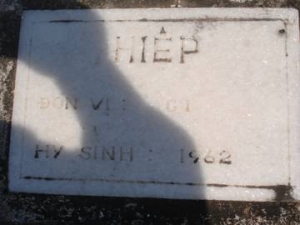 HIỆP
ĐƠN VỊ :
HY SINH : 1962